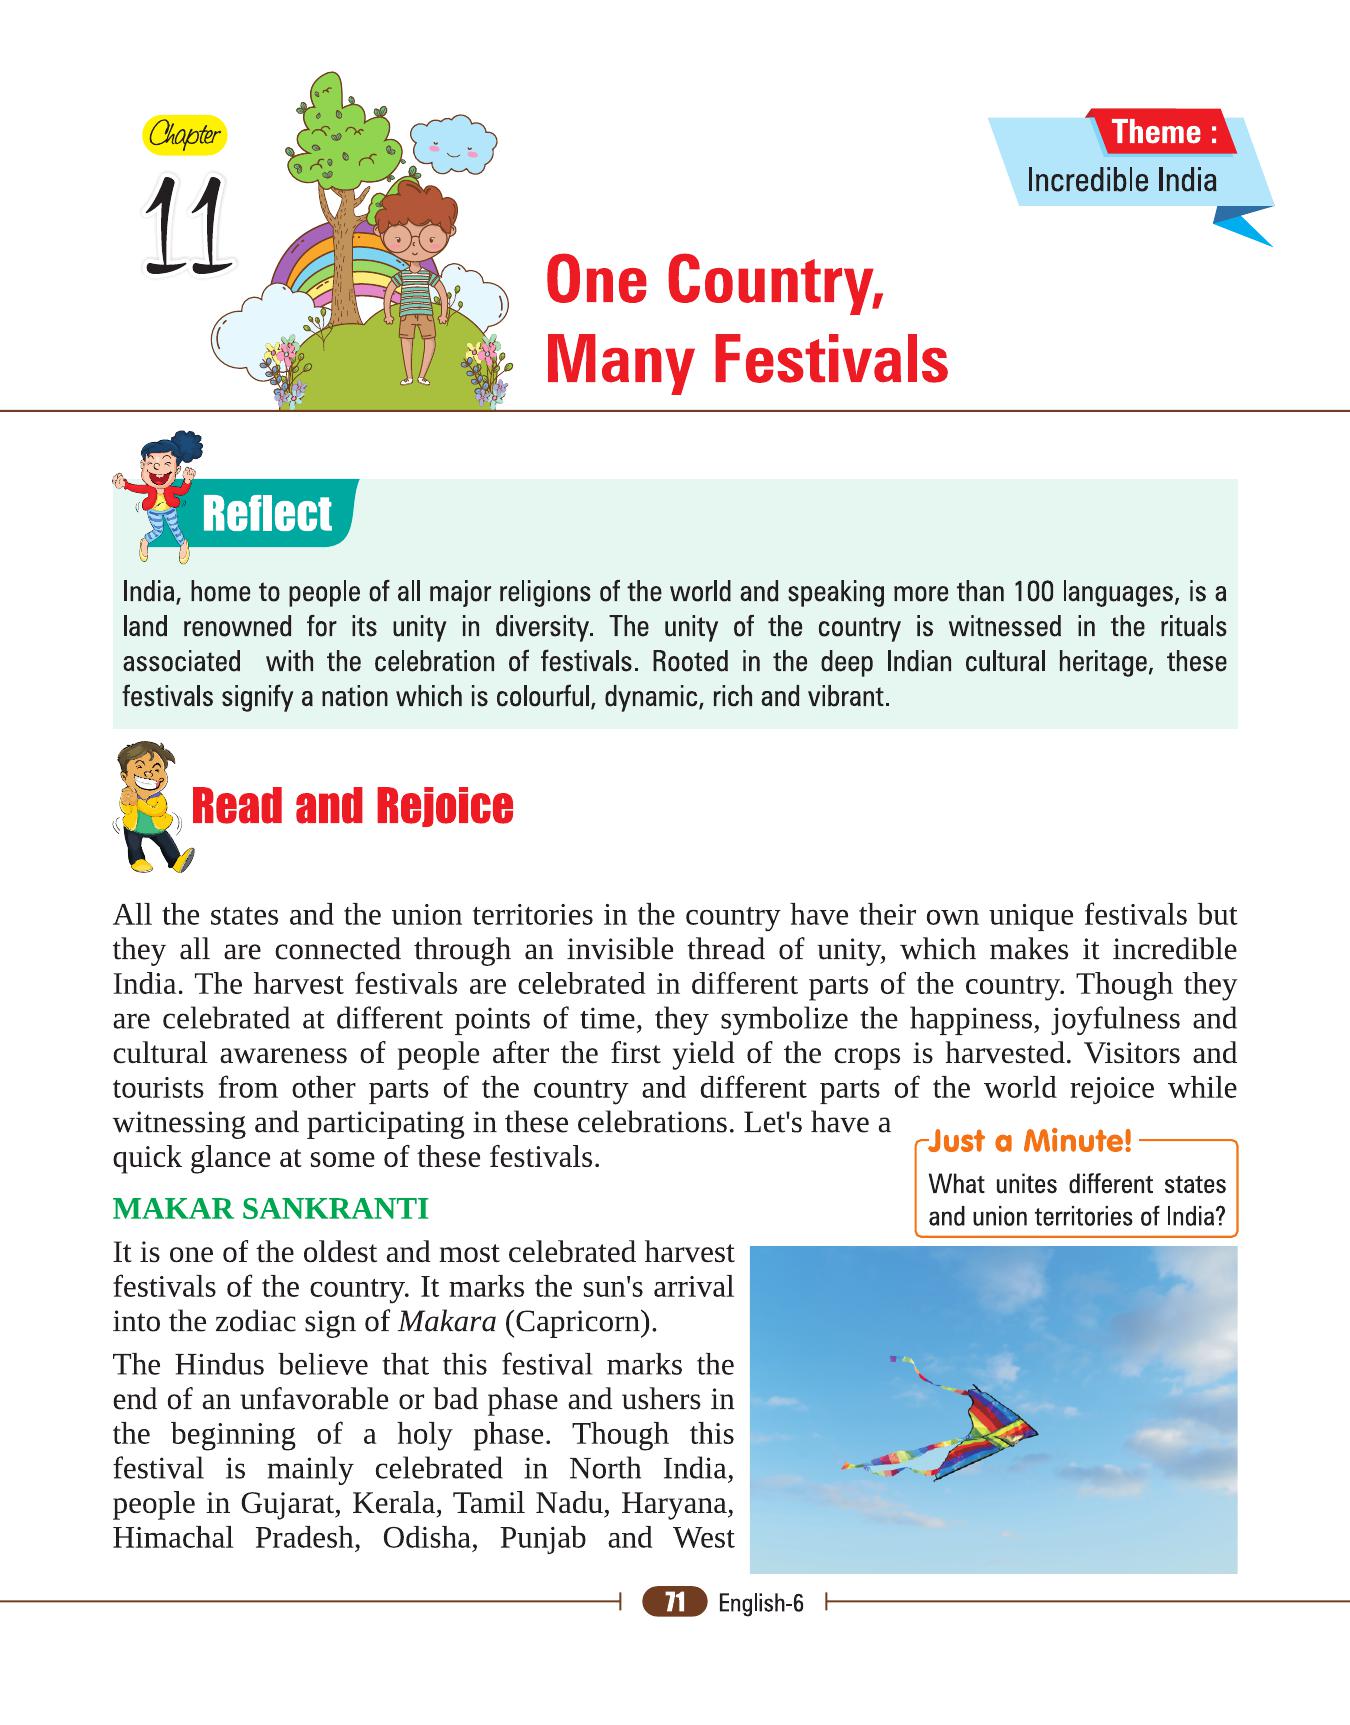 Chapter
11
Theme :
Incredible India
One Country,
Many Festivals
Reflect
India, home to people of all major religions of the world and speaking more than 100 languages, is a
land renowned for its unity in diversity. The unity of the country is witnessed in the rituals
associated with the celebration of festivals. Rooted in the deep Indian cultural heritage, these
festivals signify a nation which is colourful, dynamic, rich and vibrant.
Read and Rejoice
All the states and the union territories in the country have their own unique festivals but
they all are connected through an invisible thread of unity, which makes it incredible
India. The harvest festivals are celebrated in different parts of the country. Though they
are celebrated at different points of time, they symbolize the happiness, joyfulness and
cultural awareness of people after the first yield of the crops is harvested. Visitors and
tourists from other parts of the country and different parts of the world rejoice while
witnessing and participating in these celebrations. Let's have a
quick glance at some of these festivals.
Just a Minute!
What unites different states
and union territories of India?
MAKAR SANKRANTI
It is one of the oldest and most celebrated harvest
festivals of the country. It marks the sun's arrival
into the zodiac sign of Makara (Capricorn).
The Hindus believe that this festival marks the
end of an unfavorable or bad phase and ushers in
the beginning of a holy phase. Though this
festival is mainly celebrated in North India,
people in Gujarat, Kerala, Tamil Nadu, Haryana,
Himachal Pradesh, Odisha, Punjab and West
71 English-6